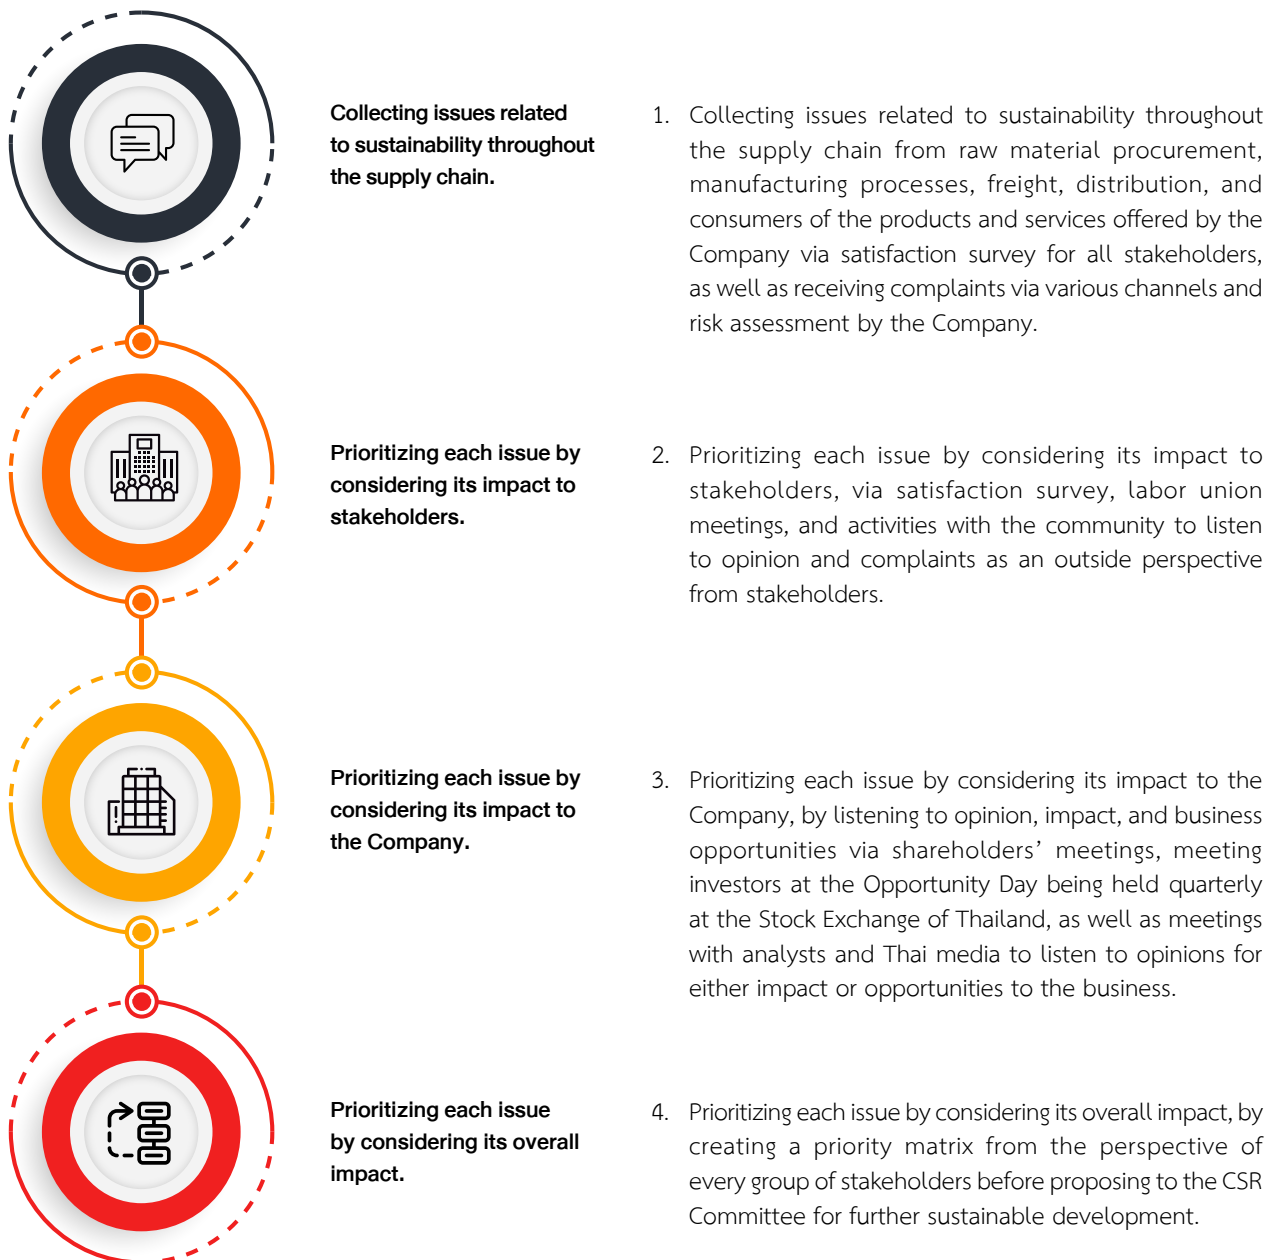 Collecting issues related
to sustainability throughout
the supply chain.
1. Collecting issues related to sustainability throughout
the supply chain from raw material procurement,
manufacturing processes, freight, distribution, and
consumers of the products and services offered by the
Company via satisfaction survey for all stakeholders,
as well as receiving complaints via various channels and
risk assessment by the Company.
Prioritizing each issue by
considering its impact to
stakeholders.
2. Prioritizing each issue by considering its impact to
stakeholders, via satisfaction survey, labor union
meetings, and activities with the community to listen
to opinion and complaints as an outside perspective
from stakeholders.
Prioritizing each issue by
considering its impact to
the Company.
3. Prioritizing each issue by considering its impact to the
Company, by listening to opinion, impact, and business
opportunities via shareholders’ meetings, meeting
investors at the Opportunity Day being held quarterly
at the Stock Exchange of Thailand, as well as meetings
with analysts and Thai media to listen to opinions for
either impact or opportunities to the business.
Prioritizing each issue
by considering its overall
impact.
4. Prioritizing each issue by considering its overall impact, by
creating a priority matrix from the perspective of
every group of stakeholders before proposing to the CSR
Committee for further sustainable development.